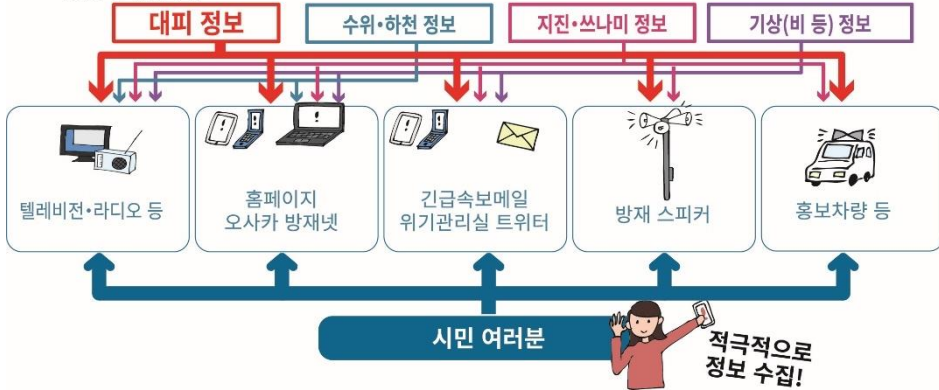 대피 정보
수위•하천 정보
지진•쓰나미 정보
기상(비 등) 정보
텔레비전•라디오 등
홈페이지
오사카 방재넷
긴급속보메일
위기관리실 트위터
방재 스피커
홍보차량 등
시민 여러분
적극적으로
정보 수집!